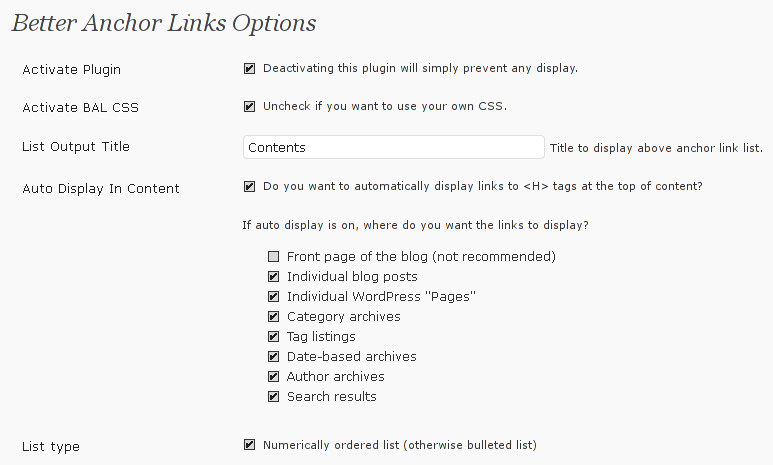 Better Anchor Links Options
Activate Plugin Deactivating this plugin will simply prevent any display.
Activate BAL CSS Uncheck if you want to use your own CSS.
List Output Title Contents Title to display above anchor link list.
Auto Display In Content Do you want to automatically display links to <H> tags at the top of content?
If auto display is on, where do you want the links to display?
Front page of the blog (not recommended)
Individual blog posts
Individual WordPress "Pages"
Category archives
Tag listings
Date-based archives
Author archives
Search results
List type Numerically ordered list (otherwise bulleted list)